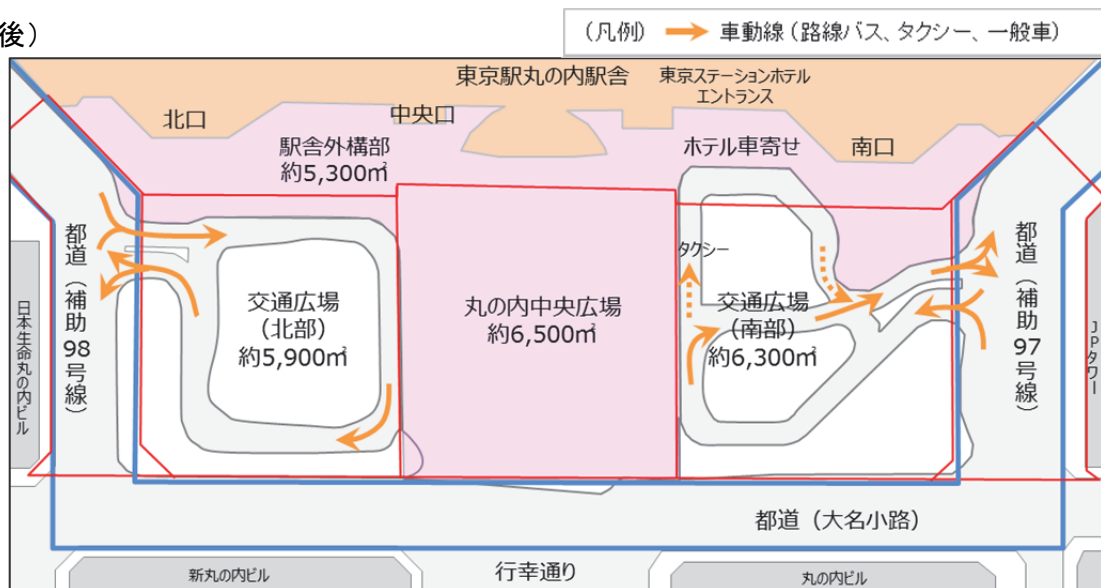 後）
（凡例） 車動線（路線バス、タクシー、一般車）
東京駅丸の内駅舎
東京ステーションホテル
エントランス
北口
中央口
南口
駅舎外構部
約5,300㎡
ホテル車寄せ
都道（補助98号線）
タクシー
都道（補助97号線）
交通広場
（北部）
約5,900㎡
丸の内中央広場
約6,500㎡
交通広場
（南部）
約6,300㎡
日本生命丸の内ビル
JPタワー
都道（大名小路）
新丸の内ビル
行幸通り
丸の内ビル